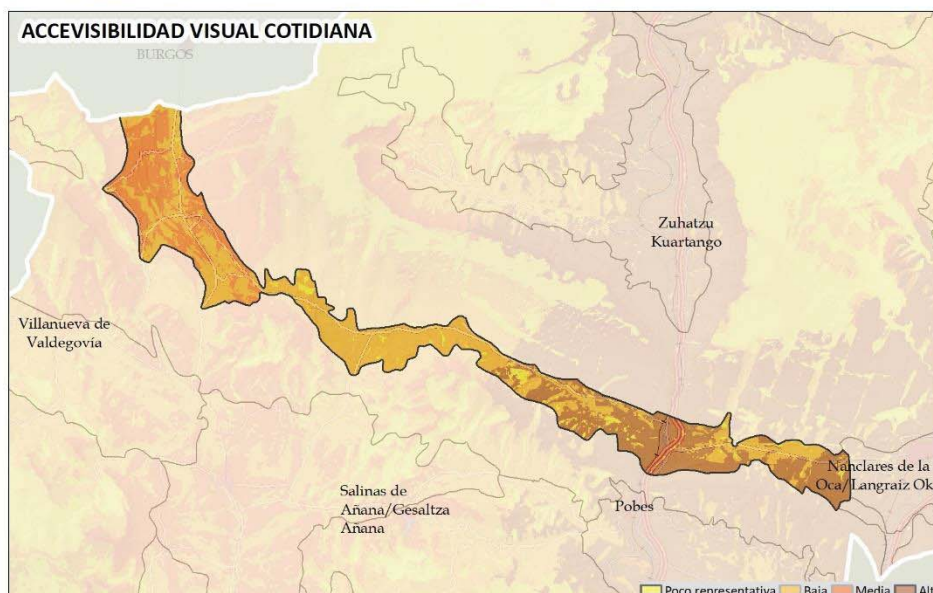 ACCEVISIBILIDAD VISUAL COTIDIANA
BURGOS
Zuhatzu
Kuartango
Villanueva de
Valdegovía
Nanclares de la
Oca/Langraiz Ok
Salinas de
Añana/Gesaltza
Añana
Pobes
Poco representativa Baja Media Alt